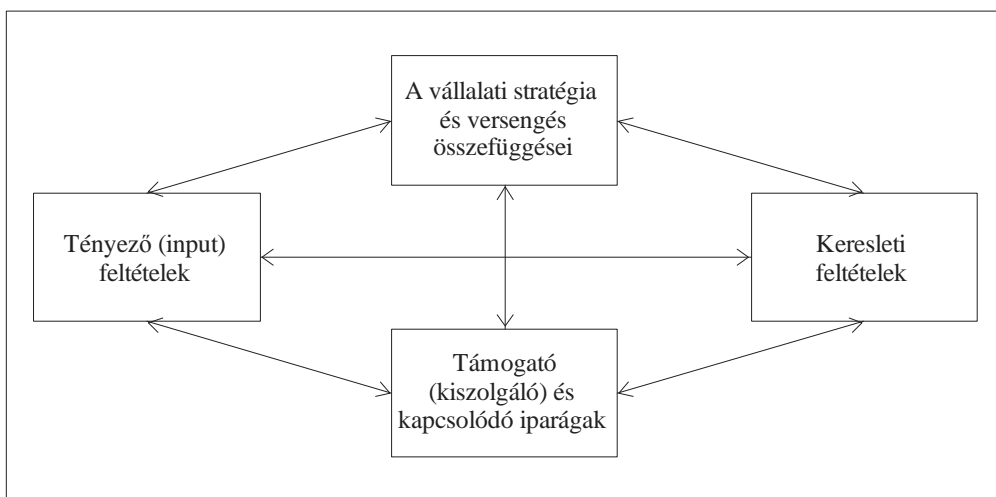 A vállalati stratégia
és versengés
összefüggései
Tényező (input)
feltételek
Keresleti
feltételek
Támogató
(kiszolgáló) és
kapcsolódó iparágak